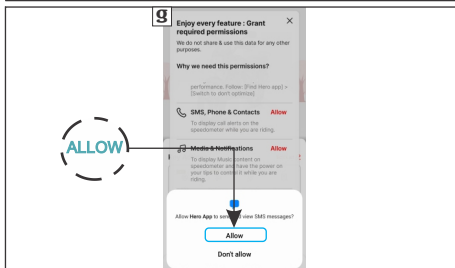 g
Enjoy every feature : Grant
required permissions
We do not share & use this data for any other
purposes.
Why we need this permissions?
performance. Follow: [Find Hero app] >
[Switch to don't optimize]
SMS, Phone & Contacts Allow
To display call alerts on the
speedometer while you are riding.
ALLOW
Media & Notifications Allow
To display Music content on
speedometer and have the power on
your tips to control it while you are
riding.
Allow Hero App to send and view SMS messages?
Allow
Don't allow